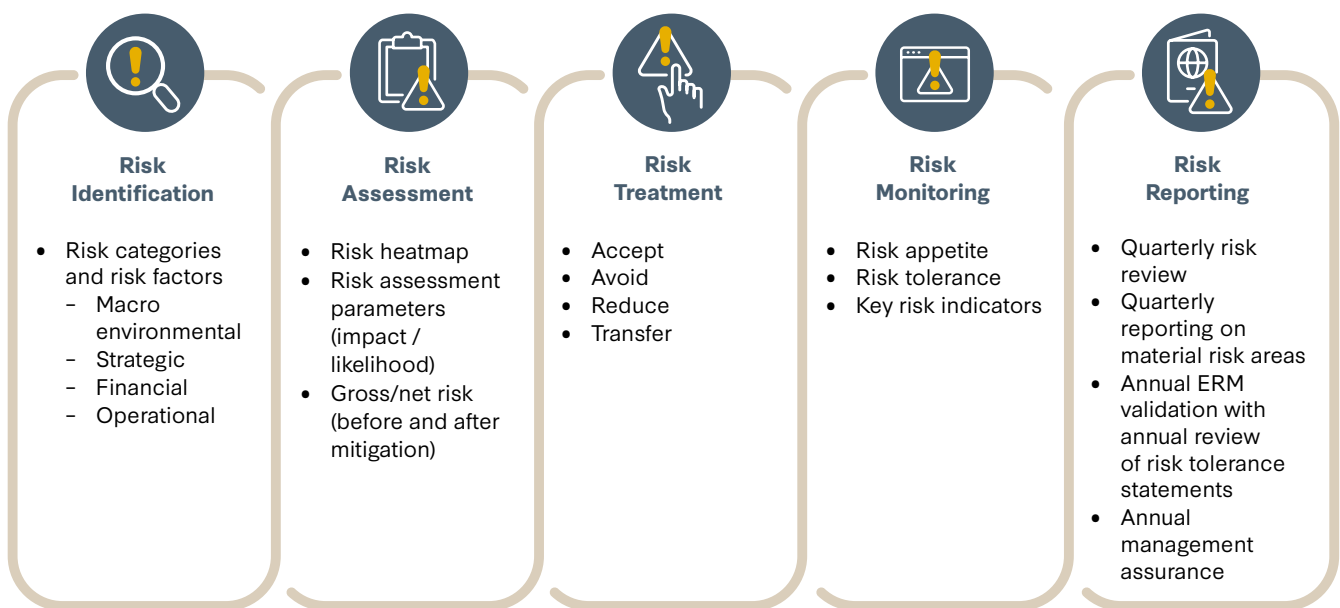 Risk
Identification
• Risk categories
and risk factors
– Macro
environmental
– Strategic
– Financial
– Operational
Risk
Assessment
• Risk heatmap
• Risk assessment
parameters
(impact /
likelihood)
• Gross/net risk
(before and after
mitigation)
Risk
Treatment
• Accept
• Avoid
• Reduce
• Transfer
Risk
Monitoring
• Risk appetite
• Risk tolerance
• Key risk indicators
Risk
Reporting
• Quarterly risk
review
• Quarterly
reporting on
material risk areas
• Annual ERM
validation with
annual review
of risk tolerance
statements
• Annual
management
assurance